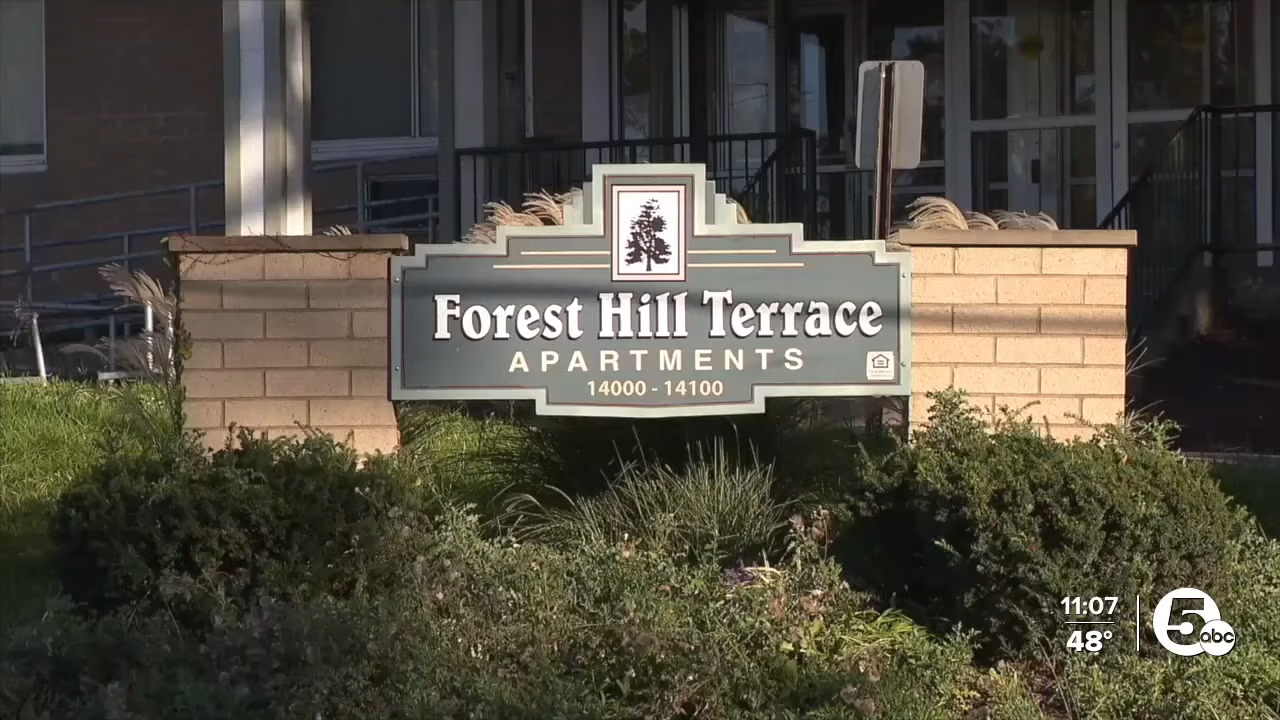 Forest Hill Terrace
APARTMENTS
14000 - 14100
11:07
48°
5
abc